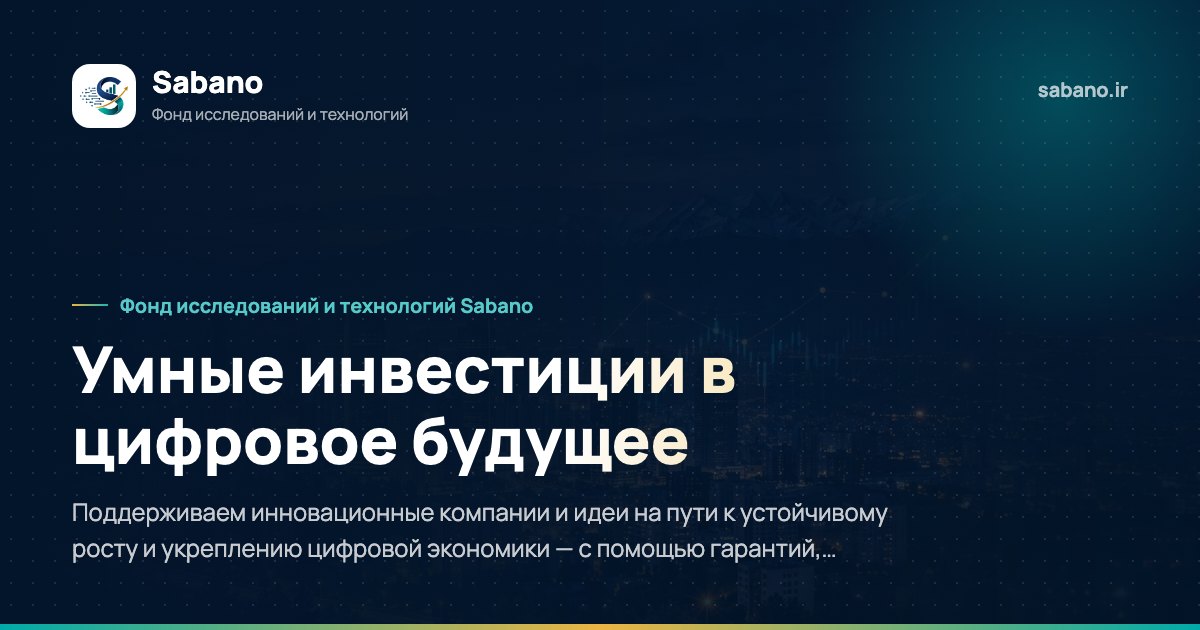 Sabano
Фонд исследований и технологий
sabano.ir
Фонд исследований и технологий Sabano
Умные инвестиции в
цифровое будущее
Поддерживаем инновационные компании и идеи на пути к устойчивому
росту и укреплению цифровой экономики — с помощью гарантий,…